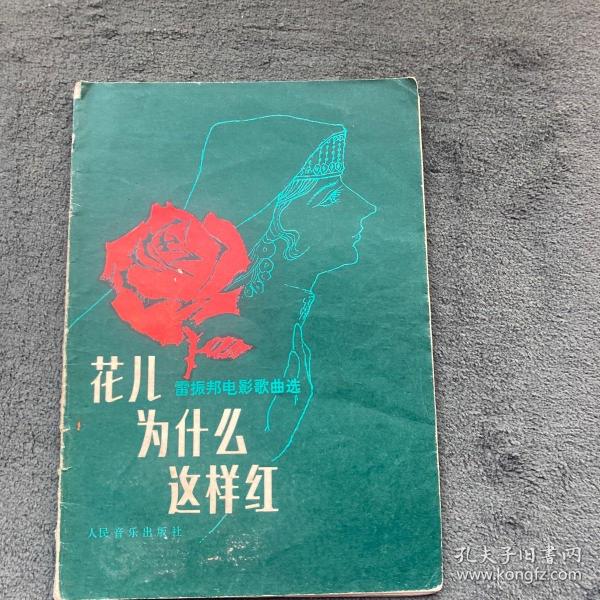 花儿
雷振邦电影歌曲选
为什么
这样红
人民音乐出版社
孔夫子旧書网
www.kongfz.com